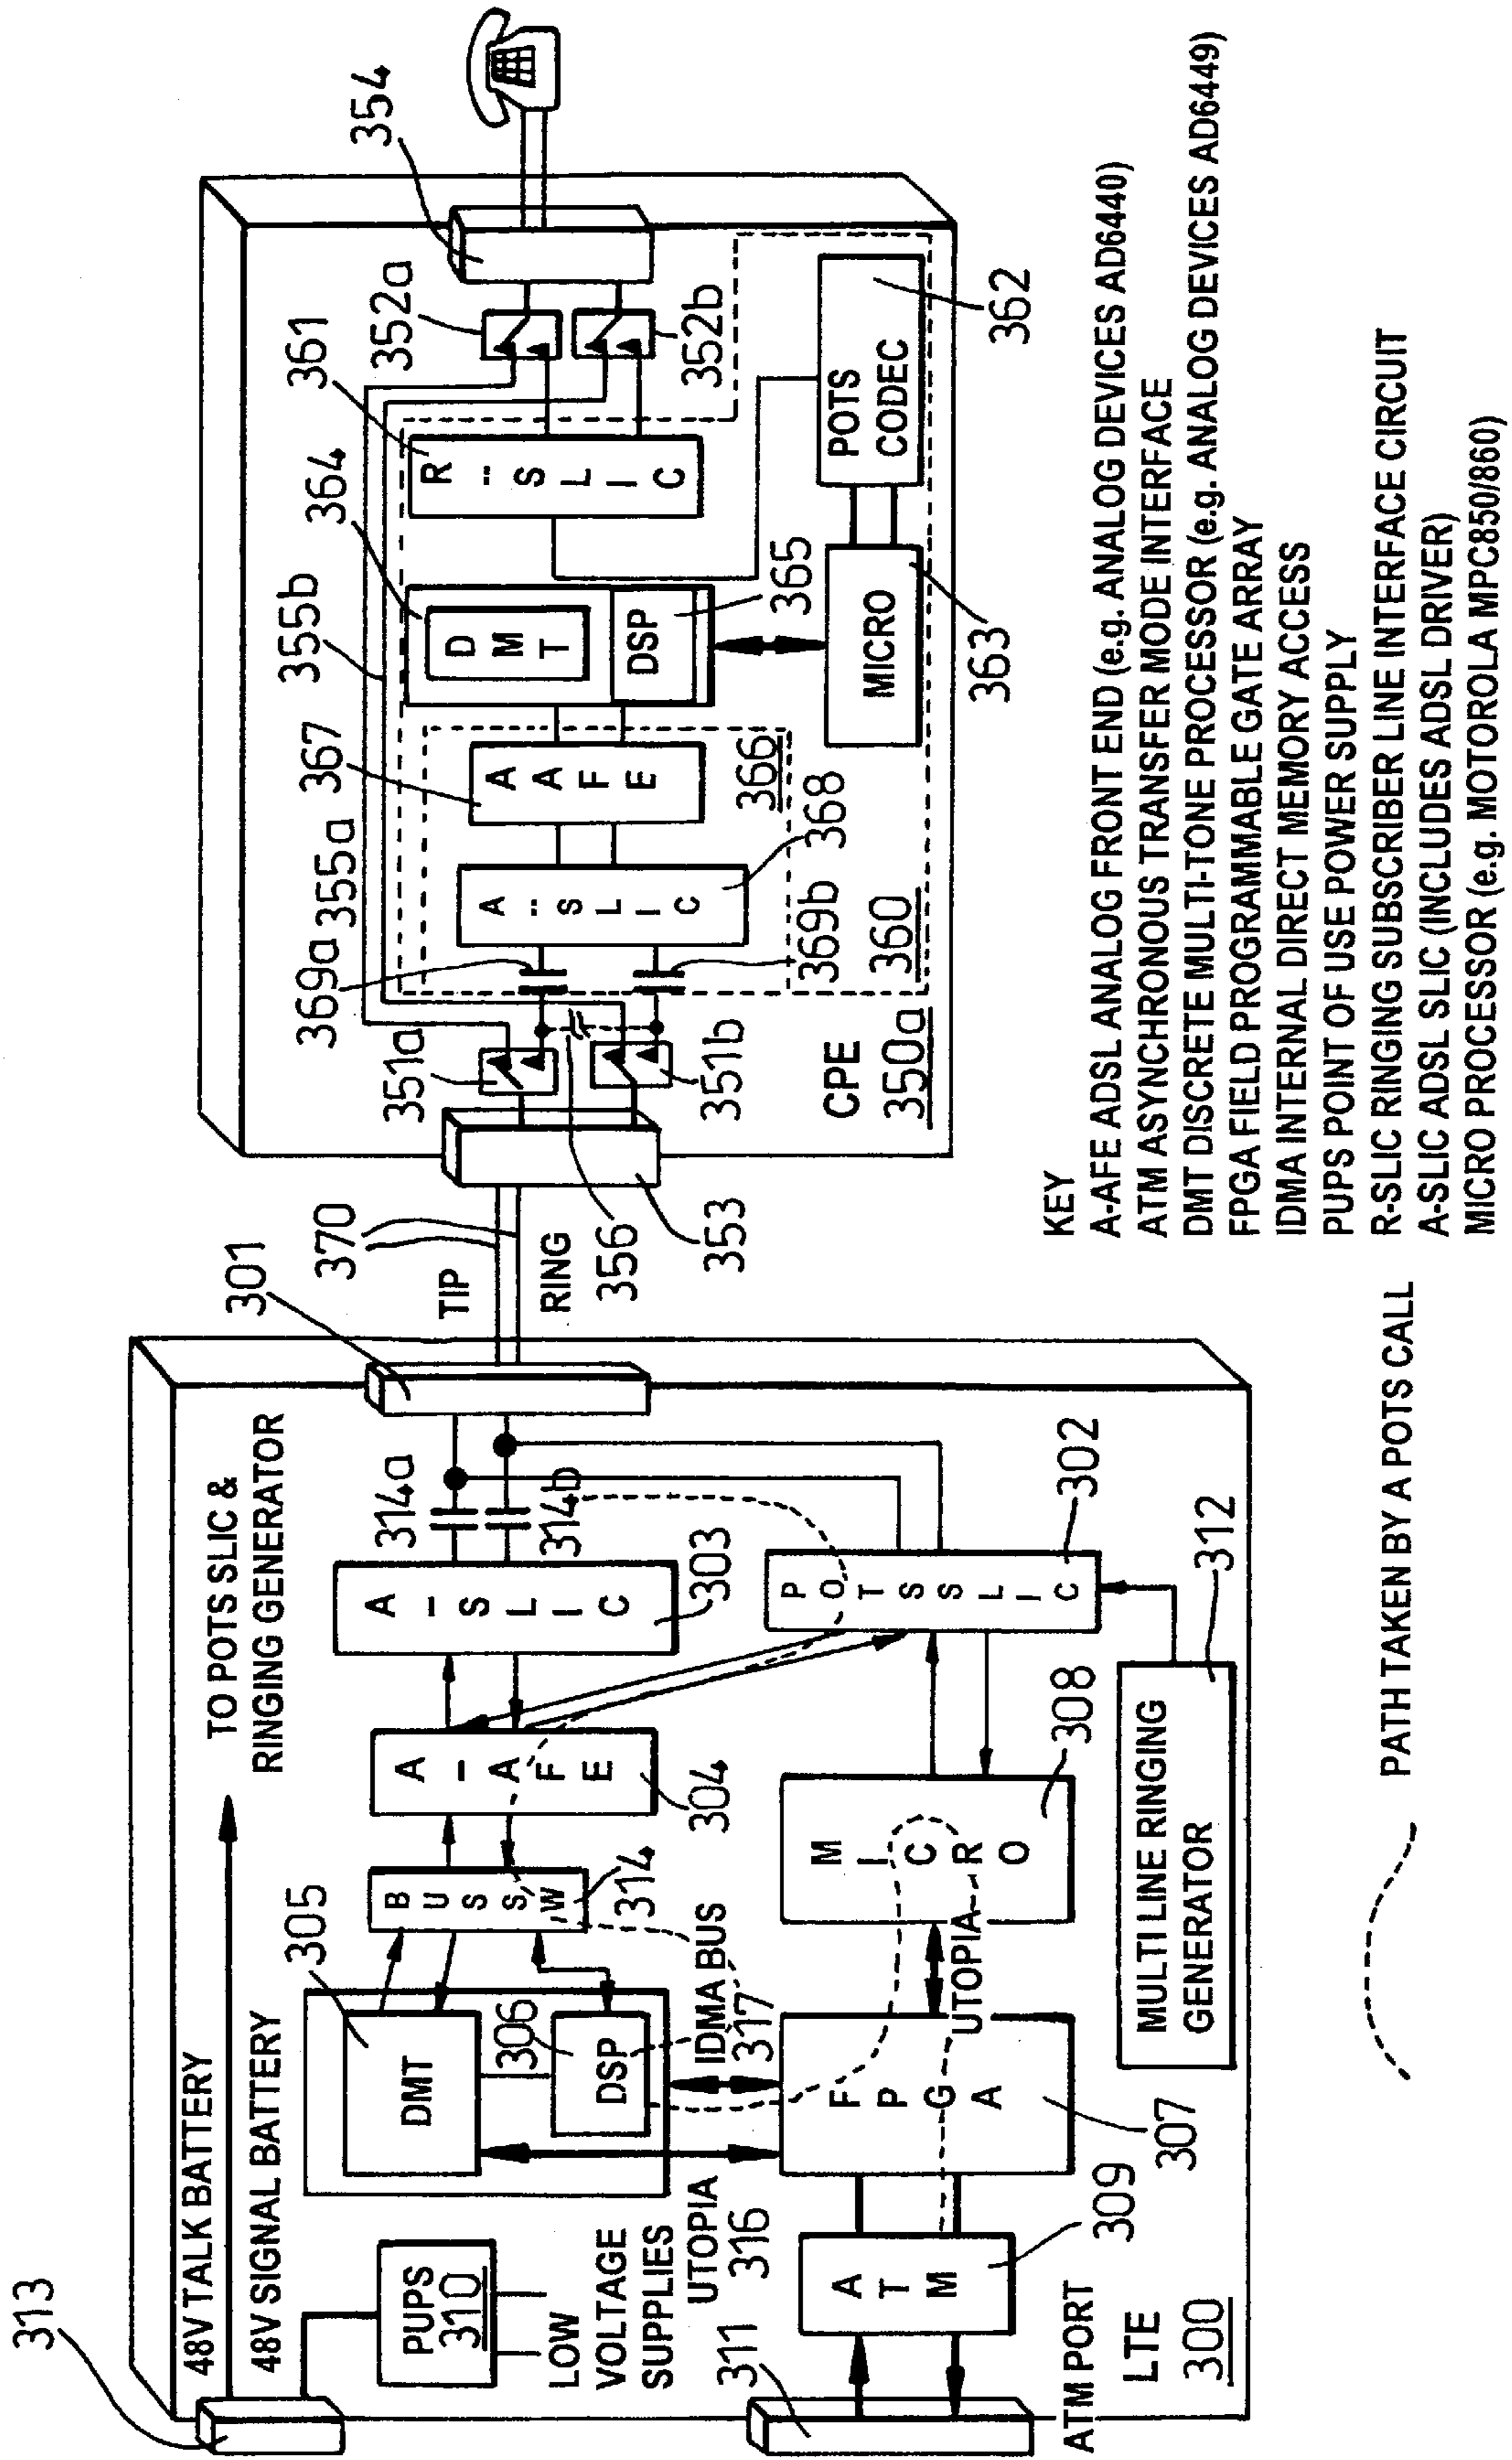 313
48V TALK BATTERY
48V SIGNAL BATTERY
TO POTS SLIC &
RINGING GENERATOR
PUPS
310
LOW
VOLTAGE
SUPPLIES
305
DMT
306
DSP
BUS SW
314
A-AFE
304
A-SLIC
303
314a
314b
301
IDMA BUS
317
UTOPIA
316
UTOPIA
311
ATM PORT
ATM
309
FPGA
307
MICRO
308
POTS SLIC
302
MULTI LINE RINGING
GENERATOR
312
LTE
300
TIP
RING
370
353
356
351a
351b
369a
369b
355a
355b
A-SLIC
368
A AFE
367
366
360
364
DMT
DSP
365
R-SLIC
361
352a
352b
354
MICRO
363
POTS
CODEC
362
CPE
350a
PATH TAKEN BY A POTS CALL
KEY
A-AFE ADSL ANALOG FRONT END (e.g. ANALOG DEVICES AD6440)
ATM ASYNCHRONOUS TRANSFER MODE INTERFACE
DMT DISCRETE MULTI-TONE PROCESSOR (e.g. ANALOG DEVICES AD6449)
FPGA FIELD PROGRAMMABLE GATE ARRAY
IDMA INTERNAL DIRECT MEMORY ACCESS
PUPS POINT OF USE POWER SUPPLY
R-SLIC RINGING SUBSCRIBER LINE INTERFACE CIRCUIT
A-SLIC ADSL SLIC (INCLUDES ADSL DRIVER)
MICRO PROCESSOR (e.g. MOTOROLA MPC850/860)